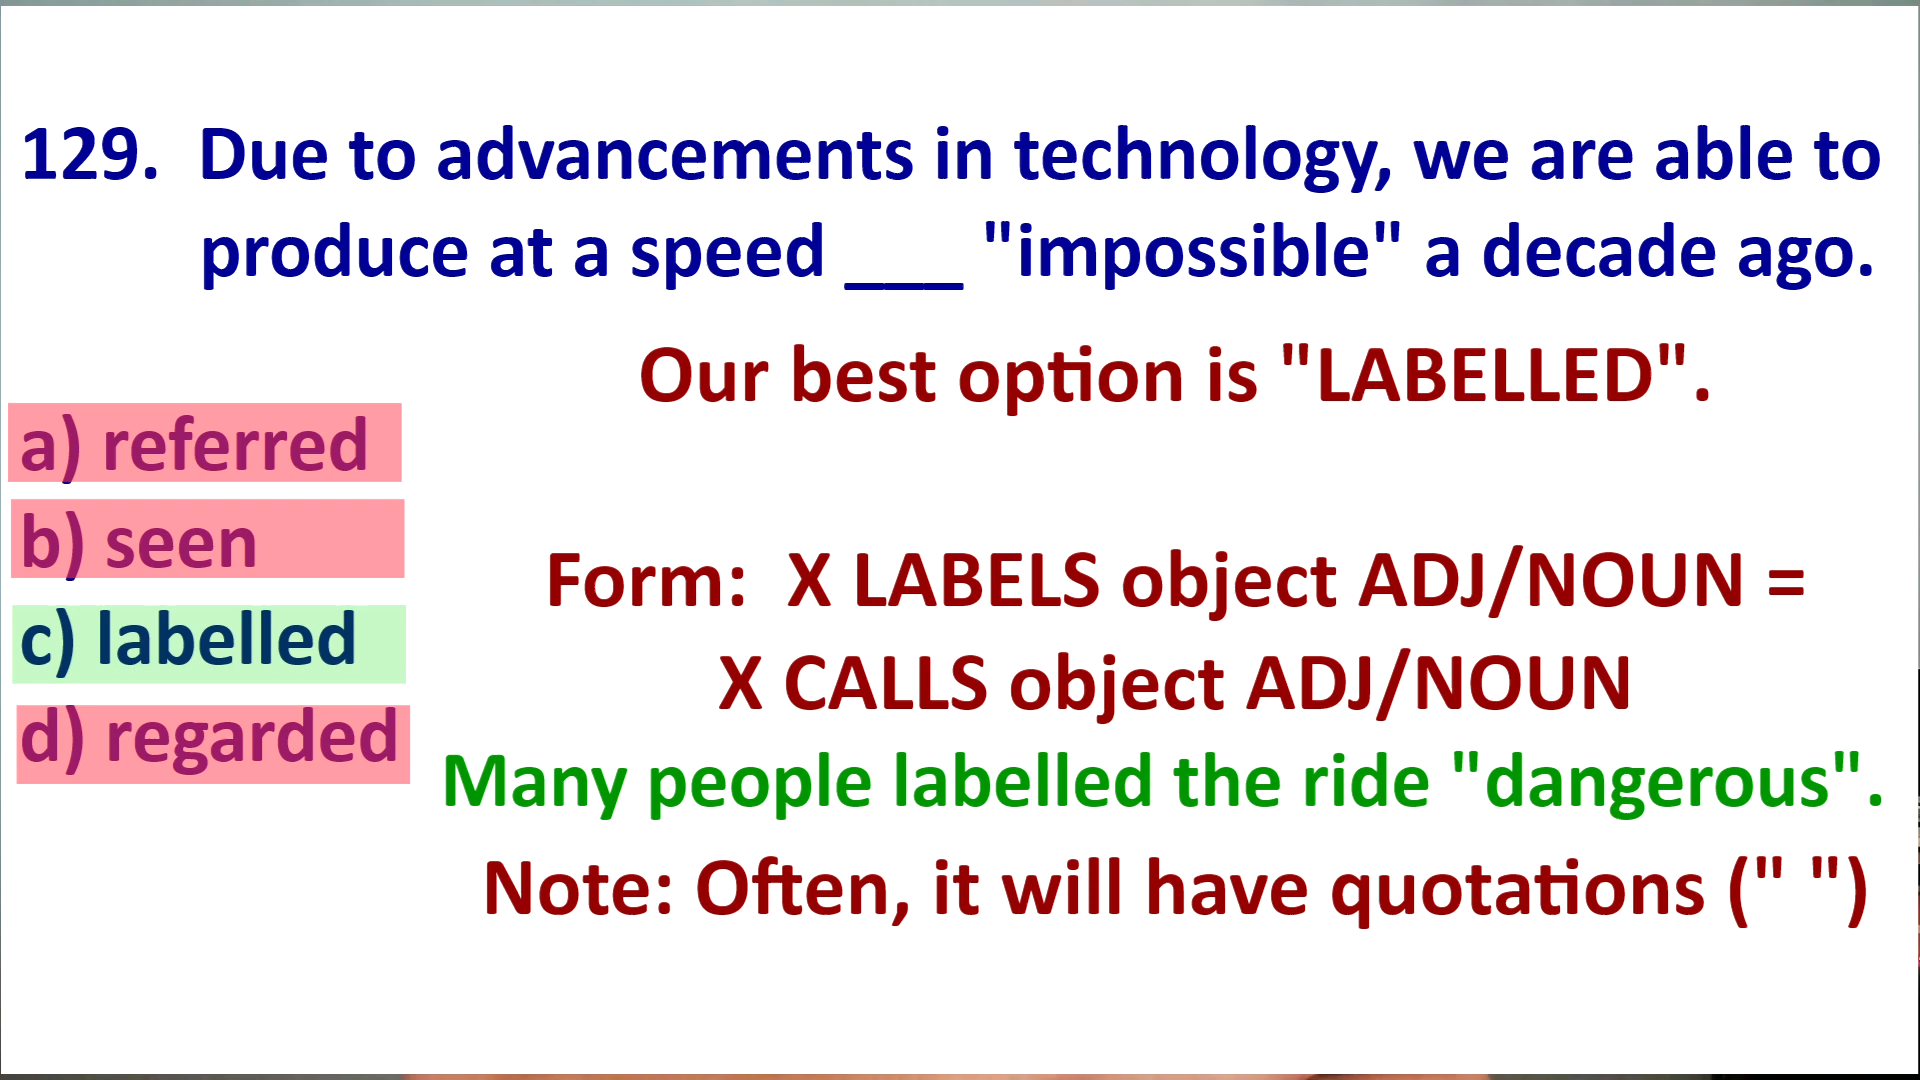 129. Due to advancements in technology, we are able to
produce at a speed ___ "impossible" a decade ago.
Our best option is "LABELLED".
a) referred
b) seen
c) labelled
d) regarded
Form: X LABELS object ADJ/NOUN =
X CALLS object ADJ/NOUN
Many people labelled the ride "dangerous".
Note: Often, it will have quotations (" ")